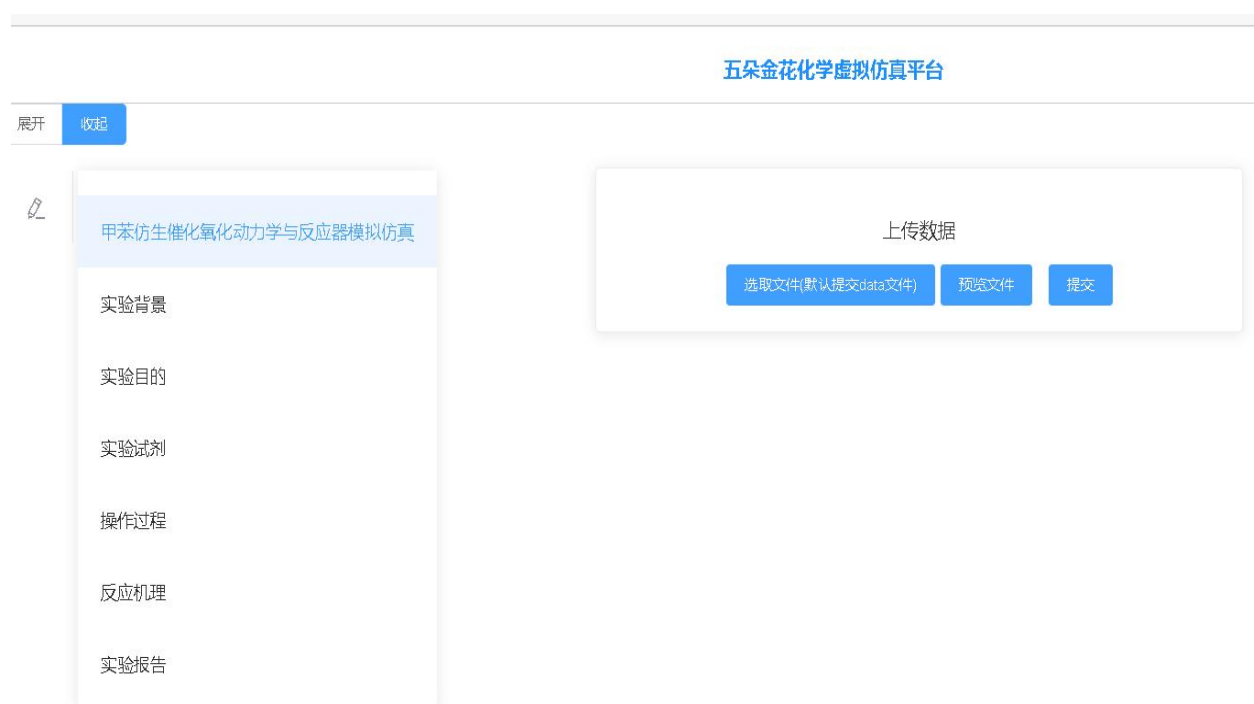 五朵金花化学虚拟仿真平台
展开 收起
甲苯仿生催化氧化动力学与反应器模拟仿真
实验背景
实验目的
实验试剂
操作过程
反应机理
实验报告
上传数据
选取文件(默认提交data文件) 预览文件 提交